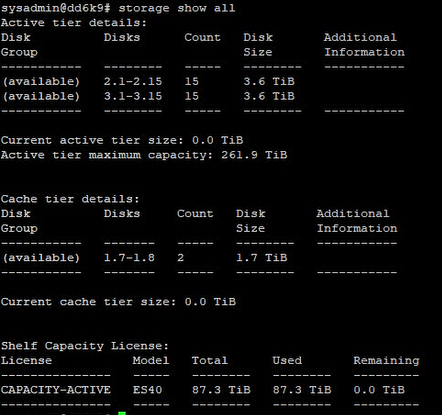 sysadmin@dd6k9# storage show all
Active tier details:
Disk Disks Count Disk Additional
Group Size Information
----------- -------- ----- -------- -----------
(available) 2.1-2.15 15 3.6 TiB
(available) 3.1-3.15 15 3.6 TiB
----------- -------- ----- -------- -----------
Current active tier size: 0.0 TiB
Active tier maximum capacity: 261.9 TiB
Cache tier details:
Disk Disks Count Disk Additional
Group Size Information
----------- ------- ----- ------- -----------
(available) 1.7-1.8 2 1.7 TiB
----------- ------- ----- -------
Current cache tier size: 0.0 TiB
Shelf Capacity License:
License Model Total Used Remaining
--------------- ----- -------- -------- ---------
CAPACITY-ACTIVE ES40 87.3 TiB 87.3 TiB 0.0 TiB
--------------- ----- -------- -------- ---------